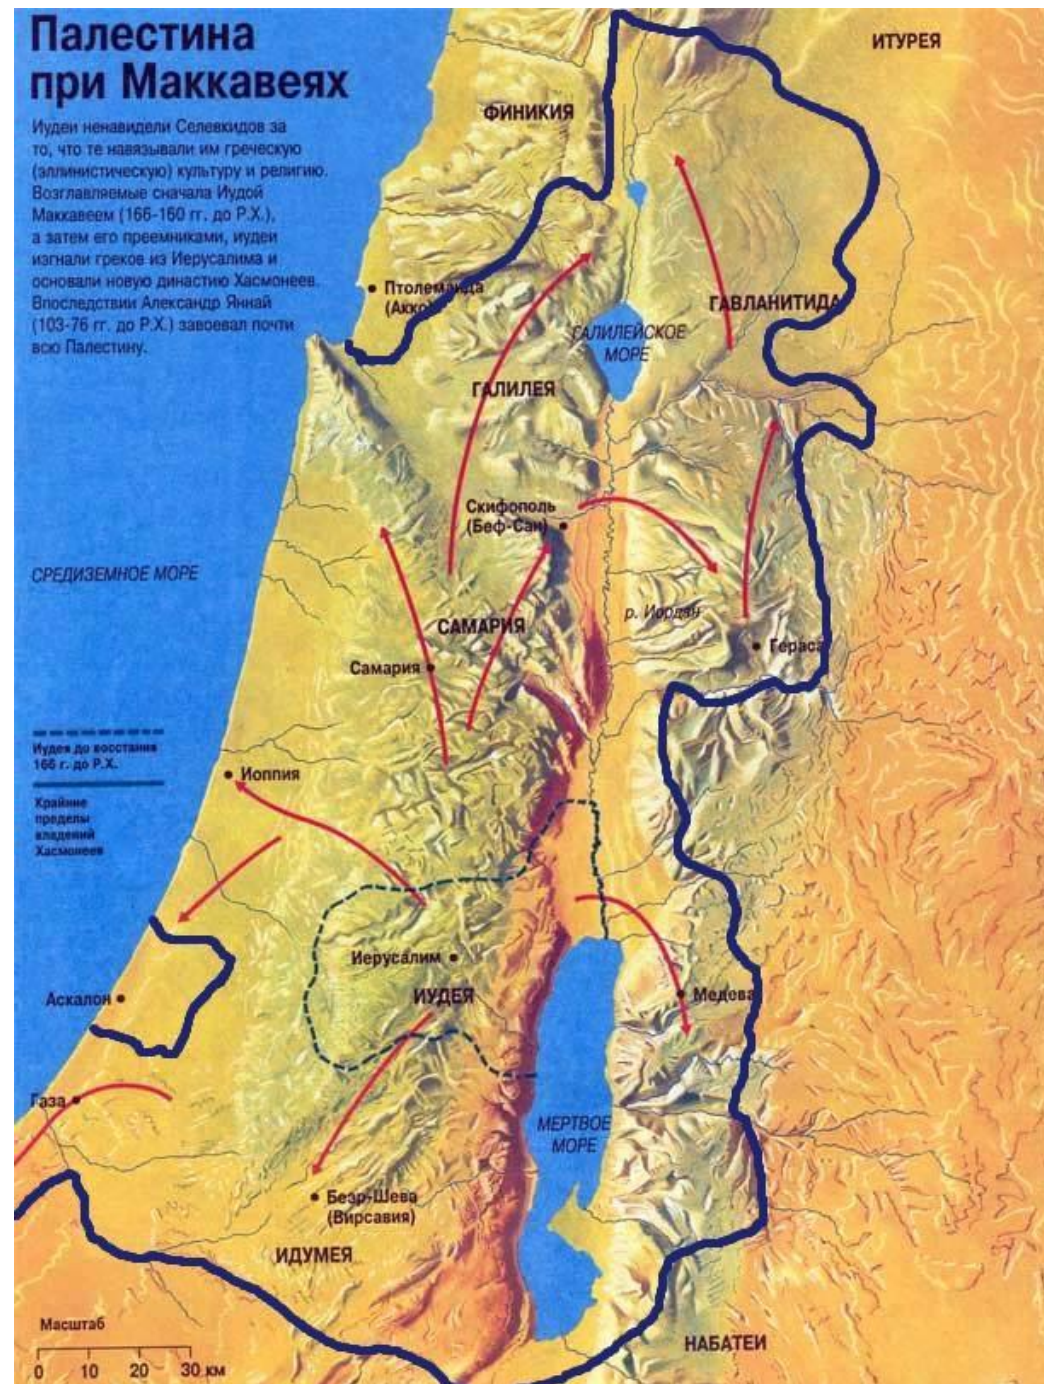 Палестина
при Маккавеях
Иудеи ненавидели Селевкидов за
то, что те навязывали им греческую
(эллинистическую) культуру и религию.
Возглавляемые сначала Иудой
Маккавеем (166-160 гг. до Р.Х.),
а затем его преемниками, иудеи
изгнали греков из Иерусалима и
основали новую династию Хасмонеев.
Впоследствии Александр Яннай
(103-76 гг. до Р.Х.) завоевал почти
всю Палестину.
ИТУРЕЯ
ФИНИКИЯ
Птолемаида
(Акко)
ГАВЛАНИТИДА
ГАЛИЛЕЙСКОЕ
МОРЕ
ГАЛИЛЕЯ
Скифополь
(Беф-Сан)
СРЕДИЗЕМНОЕ МОРЕ
р. Иордан
САМАРИЯ
Гераса
Самария
Иудея до восстания
166 г. до Р.Х.
Иоппия
Крайние
пределы
владений
Хасмонеев
Иерусалим
ИУДЕЯ
Аскалон
Медева
Газа
МЕРТВОЕ
МОРЕ
Беэр-Шева
(Вирсавия)
ИДУМЕЯ
НАБАТЕИ
Масштаб
0 10 20 30 км